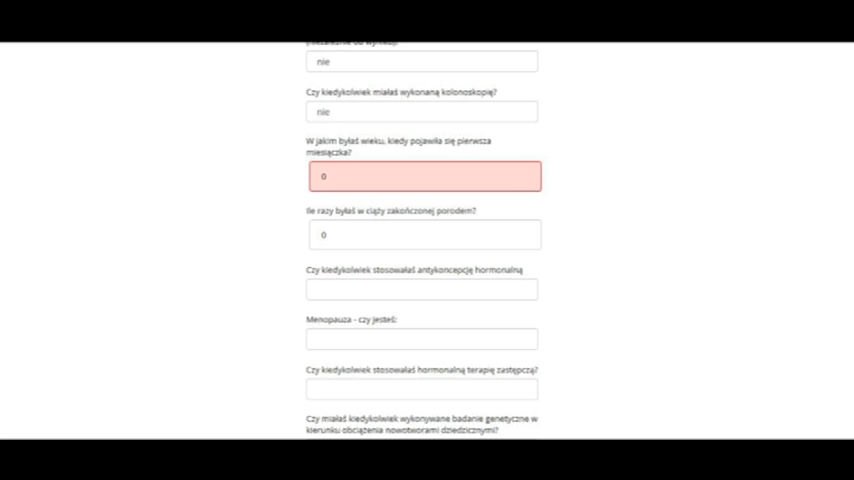 nie
Czy kiedykolwiek miałaś wykonaną kolonoskopię?
nie
W jakim byłaś wieku, kiedy pojawiła się pierwsza
miesiączka?
0
Ile razy byłaś w ciąży zakończonej porodem?
0
Czy kiedykolwiek stosowałaś antykoncepcję hormonalną
Menopauza - czy jesteś:
Czy kiedykolwiek stosowałaś hormonalną terapię zastępczą?
Czy miałaś kiedykolwiek wykonywane badanie genetyczne w
kierunku obciążenia nowotworami dziedzicznymi?